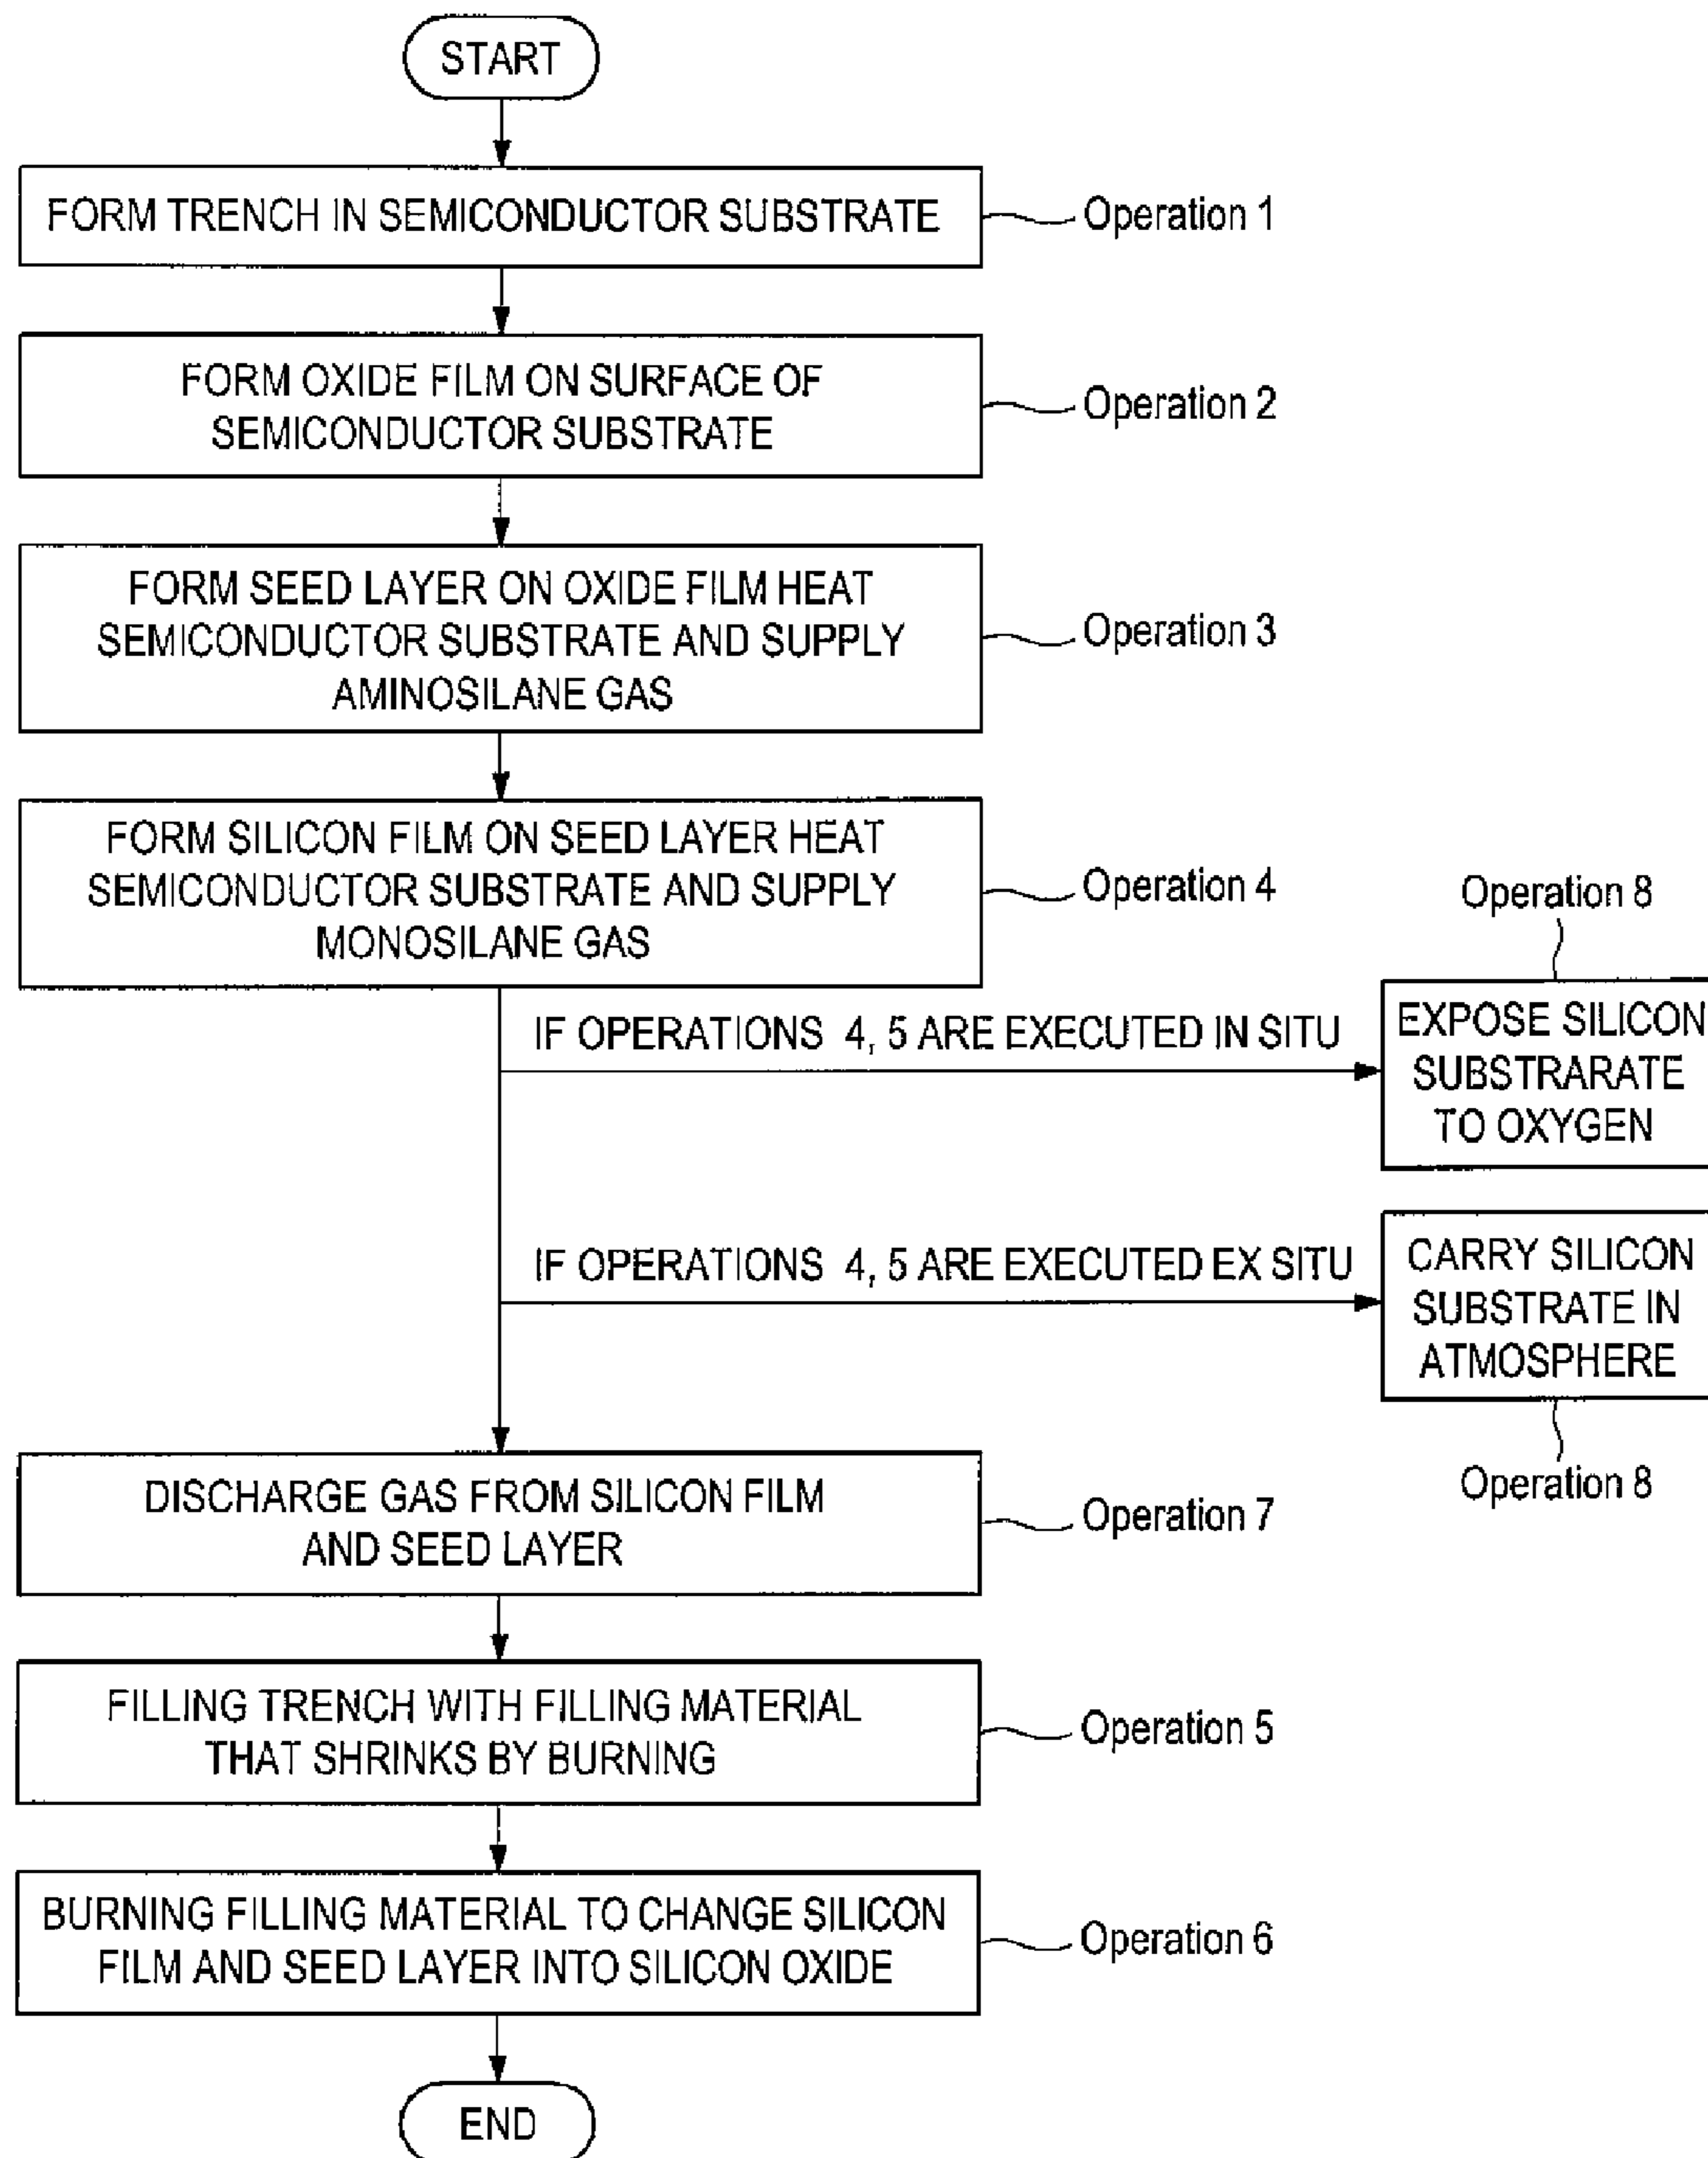 START
FORM TRENCH IN SEMICONDUCTOR SUBSTRATE
Operation 1
FORM OXIDE FILM ON SURFACE OF
SEMICONDUCTOR SUBSTRATE
Operation 2
FORM SEED LAYER ON OXIDE FILM HEAT
SEMICONDUCTOR SUBSTRATE AND SUPPLY
AMINOSILANE GAS
Operation 3
FORM SILICON FILM ON SEED LAYER HEAT
SEMICONDUCTOR SUBSTRATE AND SUPPLY
MONOSILANE GAS
Operation 4
Operation 8
IF OPERATIONS 4, 5 ARE EXECUTED IN SITU
EXPOSE SILICON
SUBSTRARATE
TO OXYGEN
IF OPERATIONS 4, 5 ARE EXECUTED EX SITU
CARRY SILICON
SUBSTRATE IN
ATMOSPHERE
Operation 8
DISCHARGE GAS FROM SILICON FILM
AND SEED LAYER
Operation 7
FILLING TRENCH WITH FILLING MATERIAL
THAT SHRINKS BY BURNING
Operation 5
BURNING FILLING MATERIAL TO CHANGE SILICON
FILM AND SEED LAYER INTO SILICON OXIDE
Operation 6
END